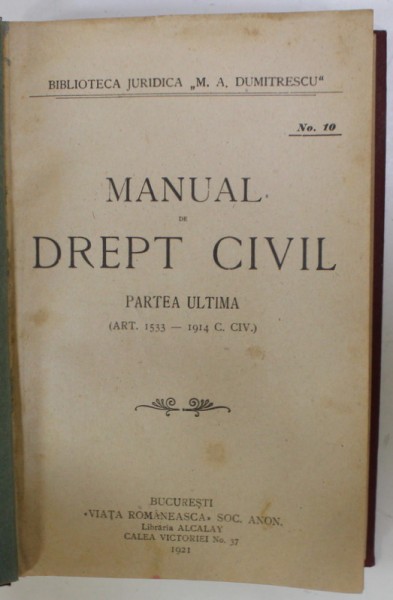 BIBLIOTECA JURIDICA „M. A. DUMITRESCU"
No. 10
MANUAL
DE
DREPT CIVIL
PARTEA ULTIMA
(ART. 1533 — 1914 C. CIV.)
BUCUREȘTI
«VIAȚA ROMÂNEASCA» SOC. ANON.
Librăria ALCALAY
CALEA VICTORIEI No. 37
1921